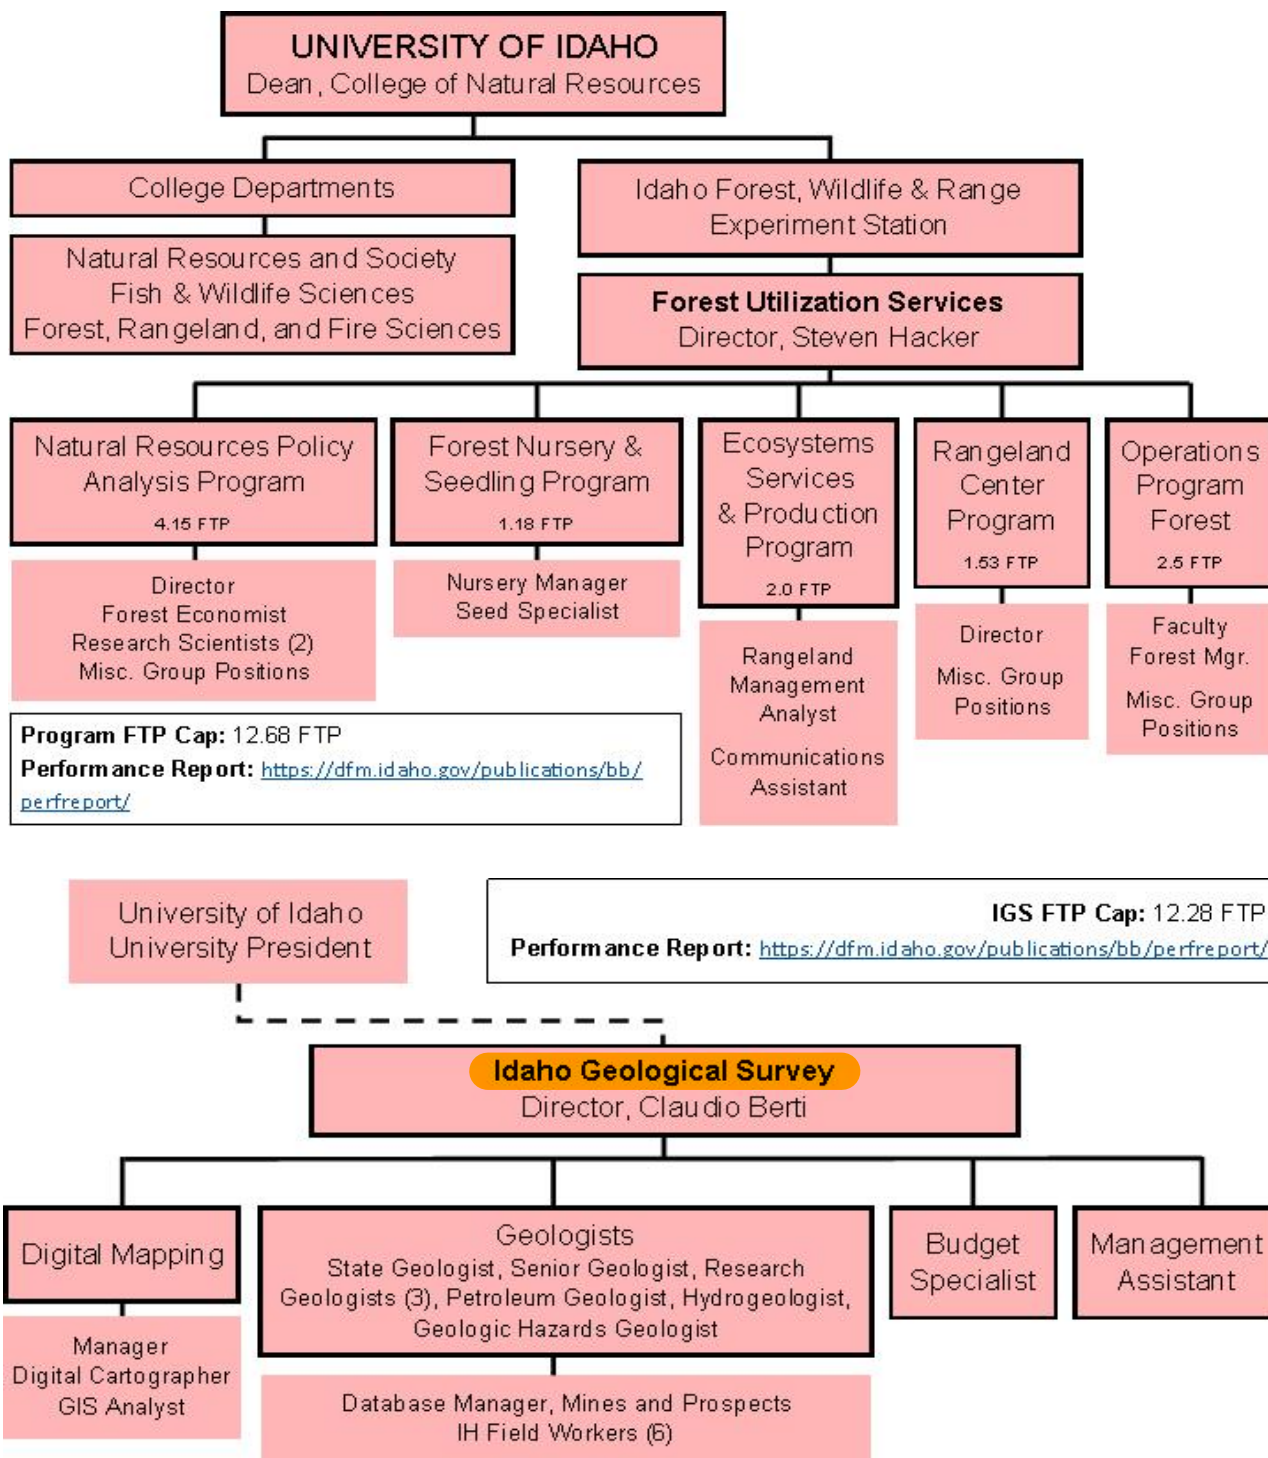 UNIVERSITY OF IDAHO
Dean, College of Natural Resources
College Departments
Natural Resources and Society
Fish & Wildlife Sciences
Forest, Rangeland, and Fire Sciences
Idaho Forest, Wildlife & Range
Experiment Station
Forest Utilization Services
Director, Steven Hacker
Natural Resources Policy
Analysis Program
4.15 FTP
Director
Forest Economist
Research Scientists (2)
Misc. Group Positions
Forest Nursery &
Seedling Program
1.18 FTP
Nursery Manager
Seed Specialist
Ecosystems
Services
& Production
Program
2.0 FTP
Rangeland
Management
Analyst
Communications
Assistant
Rangeland
Center
Program
1.53 FTP
Director
Misc. Group
Positions
Operations
Program
Forest
2.5 FTP
Faculty
Forest Mgr.
Misc. Group
Positions
Program FTP Cap: 12.68 FTP
Performance Report: https://dfm.idaho.gov/publications/bb/
perfreport/
University of Idaho
University President
IGS FTP Cap: 12.28 FTP
Performance Report: https://dfm.idaho.gov/publications/bb/perfreport/
Idaho Geological Survey
Director, Claudio Berti
Digital Mapping
Manager
Digital Cartographer
GIS Analyst
Geologists
State Geologist, Senior Geologist, Research
Geologists (3), Petroleum Geologist, Hydrogeologist,
Geologic Hazards Geologist
Database Manager, Mines and Prospects
IH Field Workers (6)
Budget
Specialist
Management
Assistant